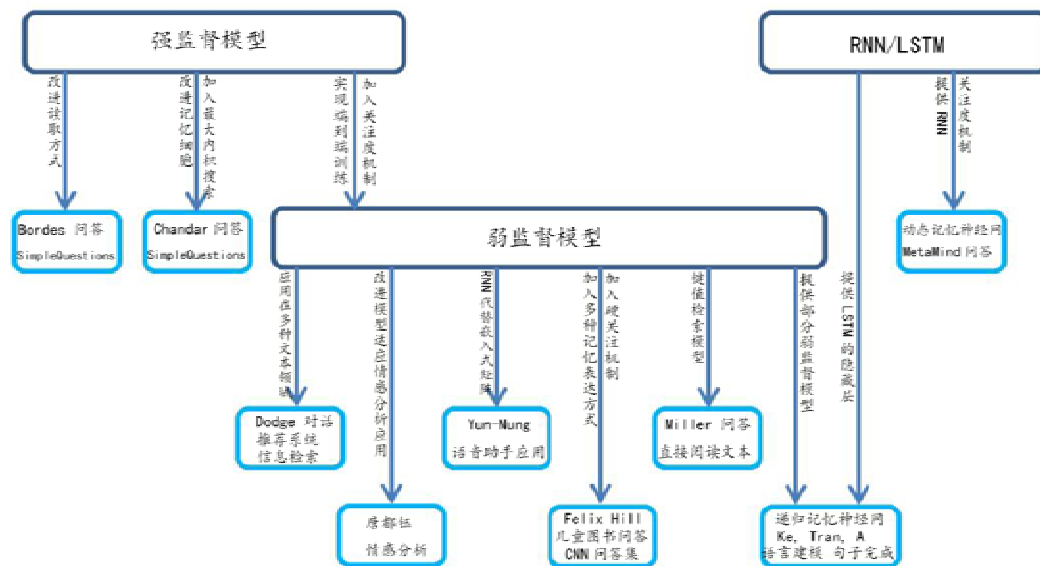 强监督模型
RNN/LSTM
改进读取方式
加入最大内积搜索
改进记忆细胞
加入关注度机制
实现端到端训练
关注度机制
提供 RNN
Bordes 问答
SimpleQuestions
Chandar 问答
SimpleQuestions
弱监督模型
动态记忆神经网
MetaMind 问答
应用在多种文本领域
改进模型适应情感分析应用
RNN 代替嵌入式矩阵
加入硬关注机制
加入多种记忆表达方式
键值检索模型
提供部分弱监督模型
提供 LSTM 的隐藏层
Dodge 对话
推荐系统
信息检索
Yun-Nung
语音助手应用
Miller 问答
直接阅读文本
唐都钰
情感分析
Felix Hill
儿童图书问答
CNN 问答集
递归记忆神经网
Ke, Tran, A
语言建模 句子完成